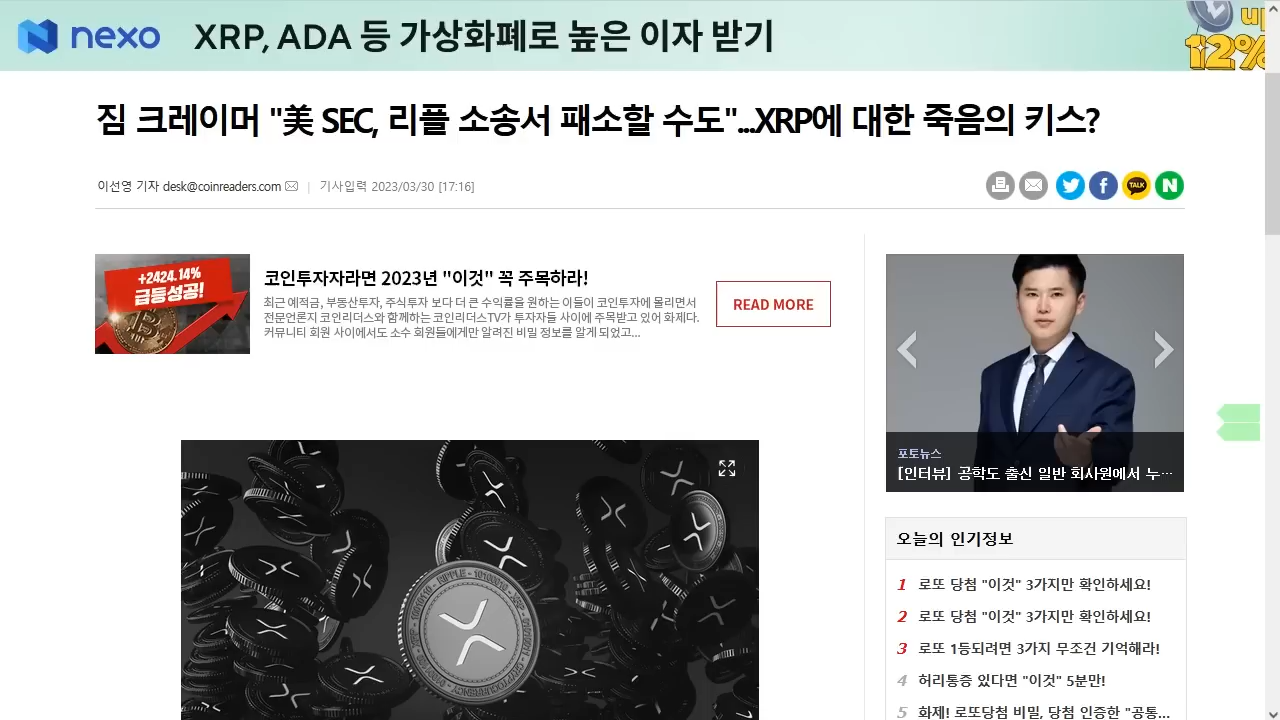 nexo
XRP, ADA 등 가상화폐로 높은 이자 받기
12%
짐 크레이머 "美 SEC, 리플 소송서 패소할 수도"...XRP에 대한 죽음의 키스?
이선영 기자 desk@coinreaders.com | 기사입력 2023/03/30 [17:16]
TALK
N
+2424.14%
급등성공!
코인투자자라면 2023년 "이것" 꼭 주목하라!
최근 예적금, 부동산투자, 주식투자 보다 더 큰 수익률을 원하는 이들이 코인투자에 몰리면서
전문언론지 코인리더스와 함께하는 코인리더스TV가 투자자들 사이에 주목받고 있어 화제다.
커뮤니티 회원 사이에서도 소수 회원들에게만 알려진 비밀 정보를 알게 되었고...
READ MORE
포토뉴스
[인터뷰] 공학도 출신 일반 회사원에서 누…
오늘의 인기정보
1 로또 당첨 "이것" 3가지만 확인하세요!
2 로또 당첨 "이것" 3가지만 확인하세요!
3 로또 1등되려면 3가지 무조건 기억해라!
4 허리통증 있다면 "이것" 5분만!
5 화제! 로또당첨 비밀, 당첨 인증한 "공통...
RIPPLE